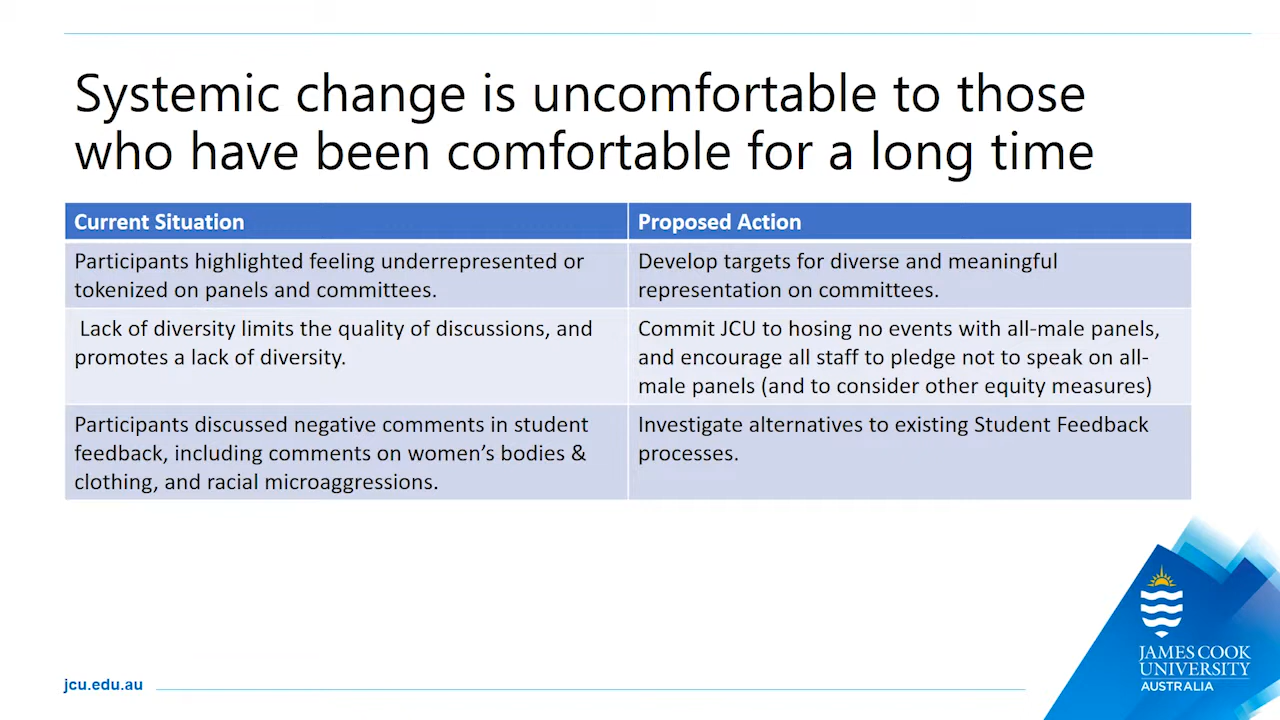 Systemic change is uncomfortable to those
who have been comfortable for a long time
Current Situation
Proposed Action
Participants highlighted feeling underrepresented or
tokenized on panels and committees.
Develop targets for diverse and meaningful
representation on committees.
Lack of diversity limits the quality of discussions, and
promotes a lack of diversity.
Commit JCU to hosing no events with all-male panels,
and encourage all staff to pledge not to speak on all-
male panels (and to consider other equity measures)
Participants discussed negative comments in student
feedback, including comments on women’s bodies &
clothing, and racial microaggressions.
Investigate alternatives to existing Student Feedback
processes.
JAMES COOK
UNIVERSITY
AUSTRALIA
jcu.edu.au